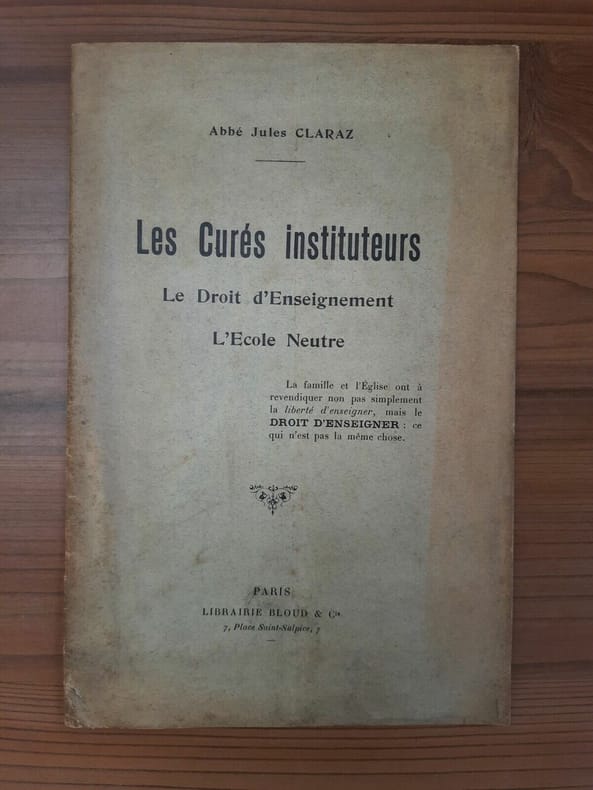 Abbé Jules CLARAZ
Les Curés instituteurs
Le Droit d'Enseignement
L'Ecole Neutre
La famille et l'Église ont à
revendiquer non pas simplement
la liberté d'enseigner, mais le
DROIT D'ENSEIGNER : ce
qui n'est pas la même chose.
PARIS
LIBRAIRIE BLOUD & Cie
7, Place Saint-Sulpice, 7